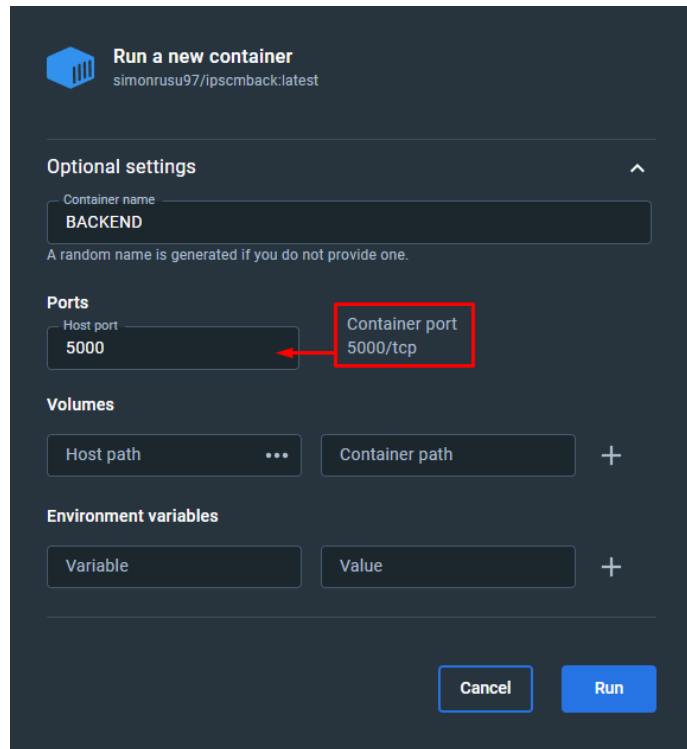 Run a new container
simonrusu97/ipscmback:latest
Optional settings
Container name
BACKEND
A random name is generated if you do not provide one.
Ports
Host port
5000
Container port
5000/tcp
Volumes
Host path
Container path
Environment variables
Variable
Value
Cancel
Run